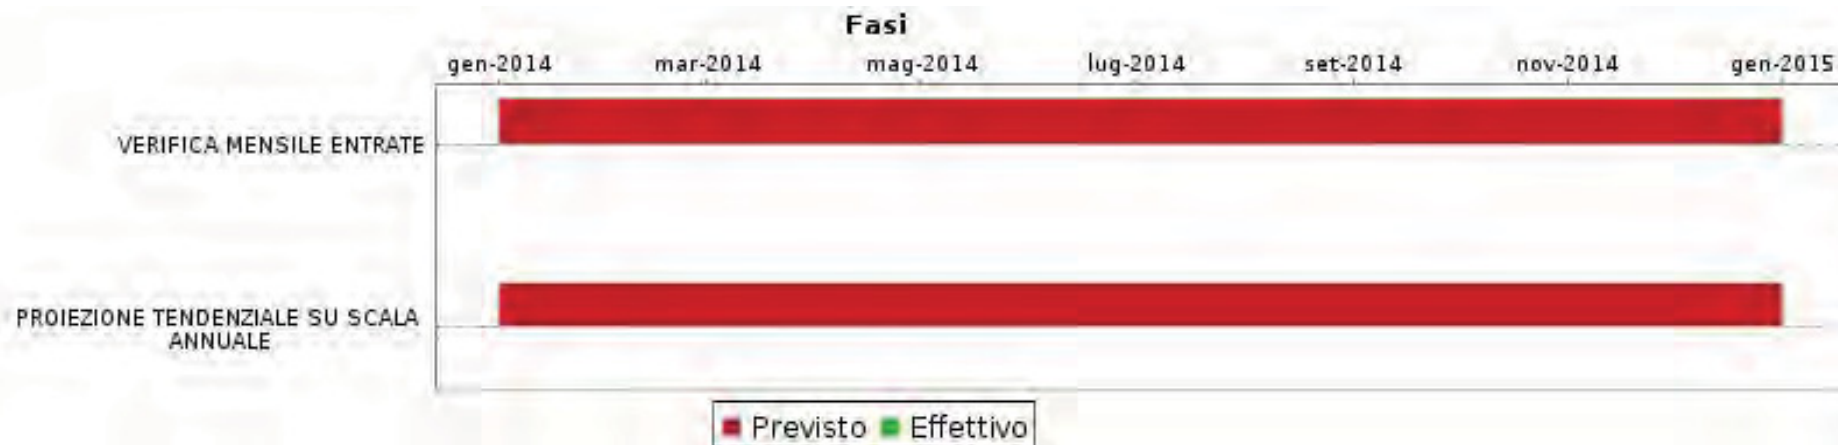 Fasi
gen-2014 mar-2014 mag-2014 lug-2014 set-2014 nov-2014 gen-2015
VERIFICA MENSILE ENTRATE
PROIEZIONE TENDENZIALE SU SCALA
ANNUALE
Previsto Effettivo